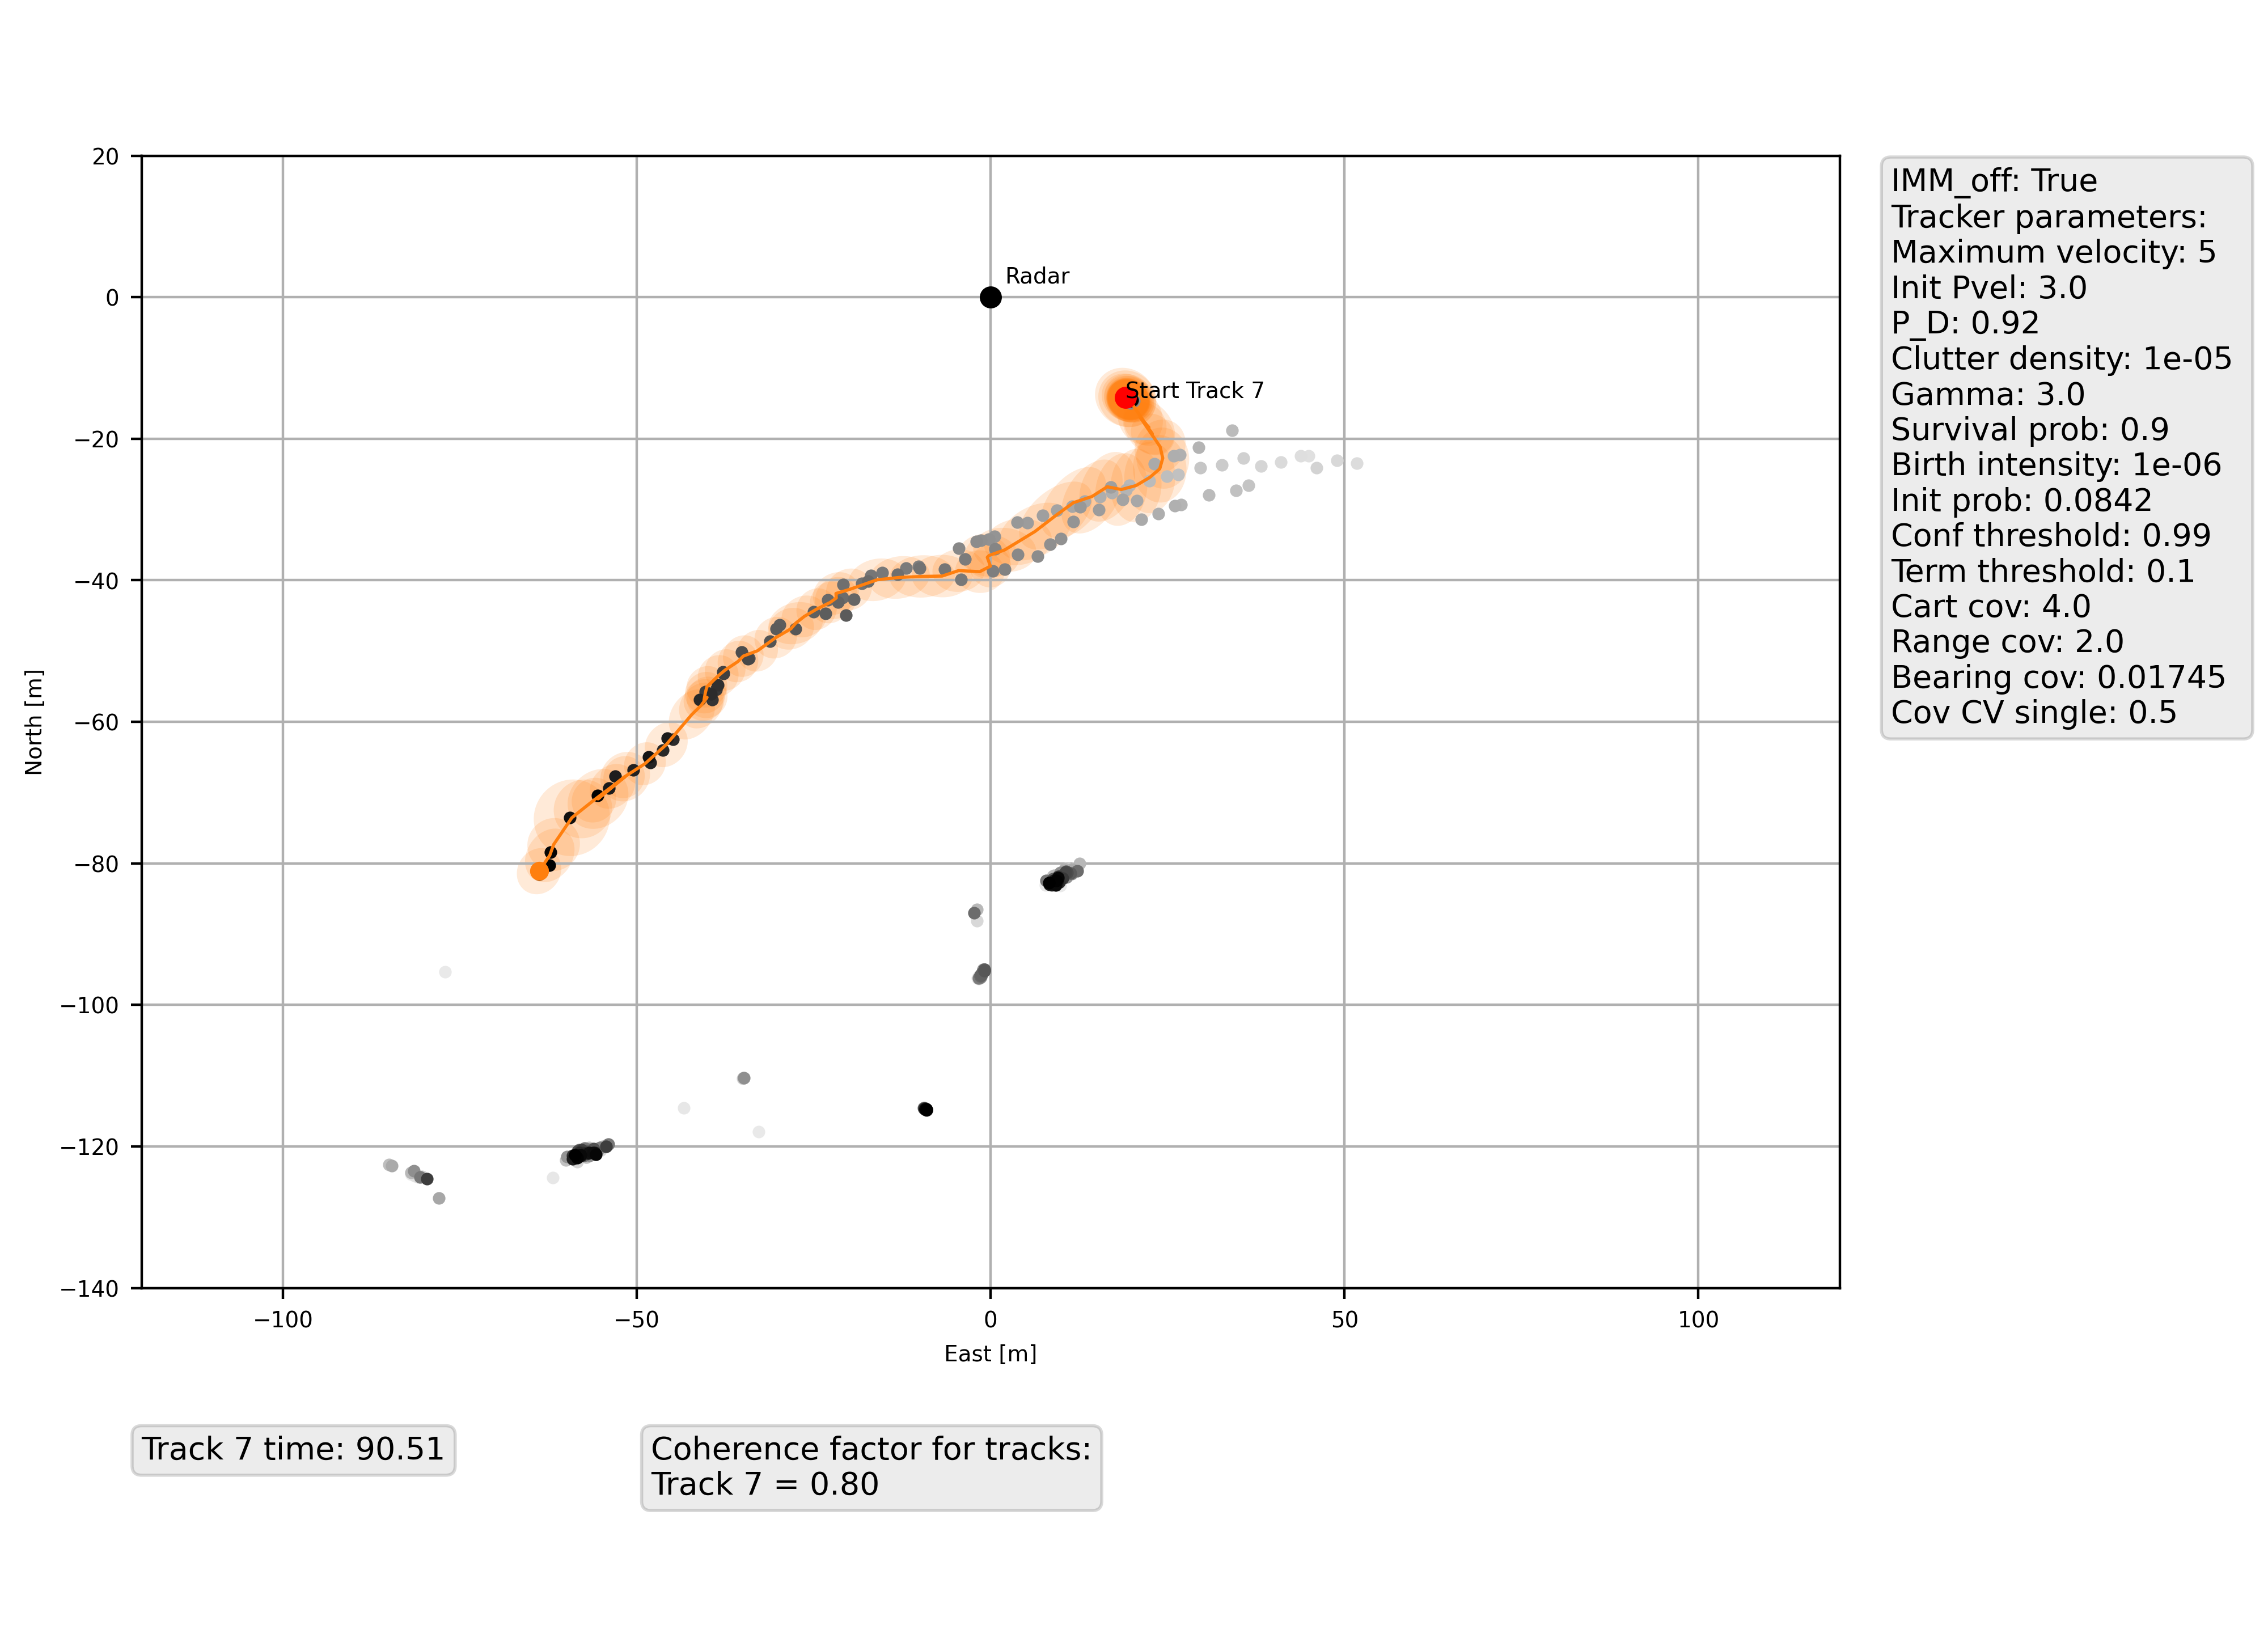 20
0
−20
−40
−60
−80
−100
−120
−140
North [m]
−100
−50
0
50
100
East [m]
Radar
Start Track 7
IMM_off: True
Tracker parameters:
Maximum velocity: 5
Init Pvel: 3.0
P_D: 0.92
Clutter density: 1e-05
Gamma: 3.0
Survival prob: 0.9
Birth intensity: 1e-06
Init prob: 0.0842
Conf threshold: 0.99
Term threshold: 0.1
Cart cov: 4.0
Range cov: 2.0
Bearing cov: 0.01745
Cov CV single: 0.5
Track 7 time: 90.51
Coherence factor for tracks:
Track 7 = 0.80